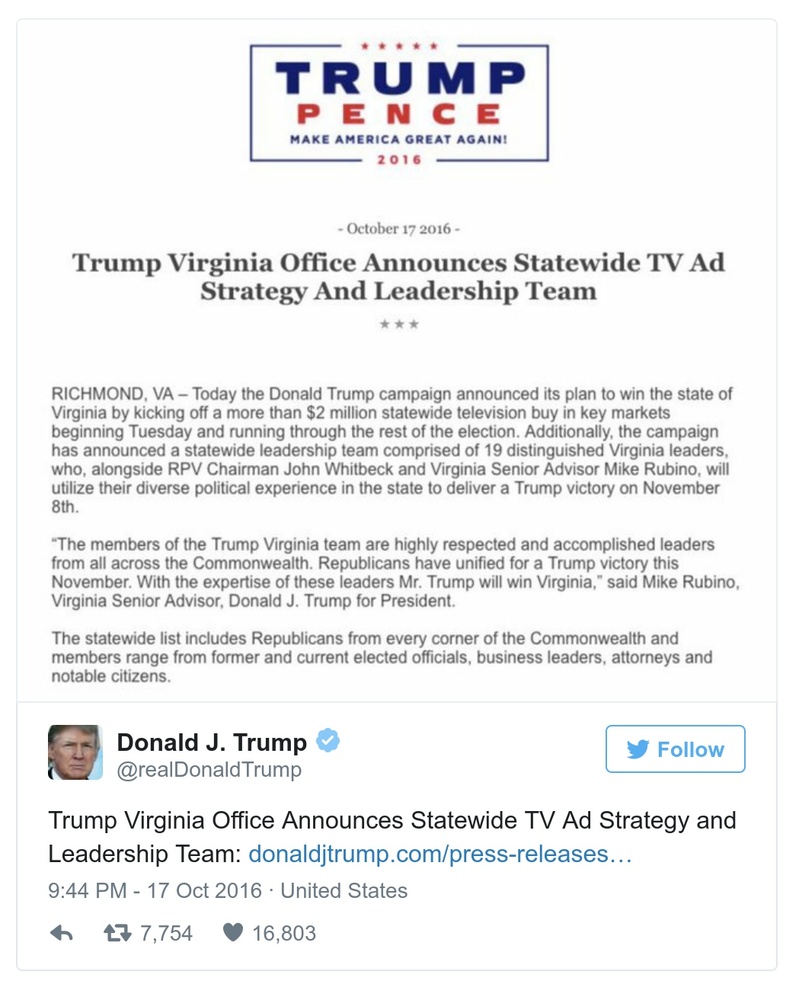 TRUMP
PENCE
MAKE AMERICA GREAT AGAIN!
2016
- October 17 2016 -
Trump Virginia Office Announces Statewide TV Ad
Strategy And Leadership Team
RICHMOND, VA – Today the Donald Trump campaign announced its plan to win the state of
Virginia by kicking off a more than $2 million statewide television buy in key markets
beginning Tuesday and running through the rest of the election. Additionally, the campaign
has announced a statewide leadership team comprised of 19 distinguished Virginia leaders,
who, alongside RPV Chairman John Whitbeck and Virginia Senior Advisor Mike Rubino, will
utilize their diverse political experience in the state to deliver a Trump victory on November
8th.
“The members of the Trump Virginia team are highly respected and accomplished leaders
from all across the Commonwealth. Republicans have unified for a Trump victory this
November. With the expertise of these leaders Mr. Trump will win Virginia,” said Mike Rubino,
Virginia Senior Advisor, Donald J. Trump for President.
The statewide list includes Republicans from every corner of the Commonwealth and
members range from former and current elected officials, business leaders, attorneys and
notable citizens.
Donald J. Trump
@realDonaldTrump
Follow
Trump Virginia Office Announces Statewide TV Ad Strategy and
Leadership Team: donaldjtrump.com/press-releases…
9:44 PM - 17 Oct 2016 · United States
7,754 16,803